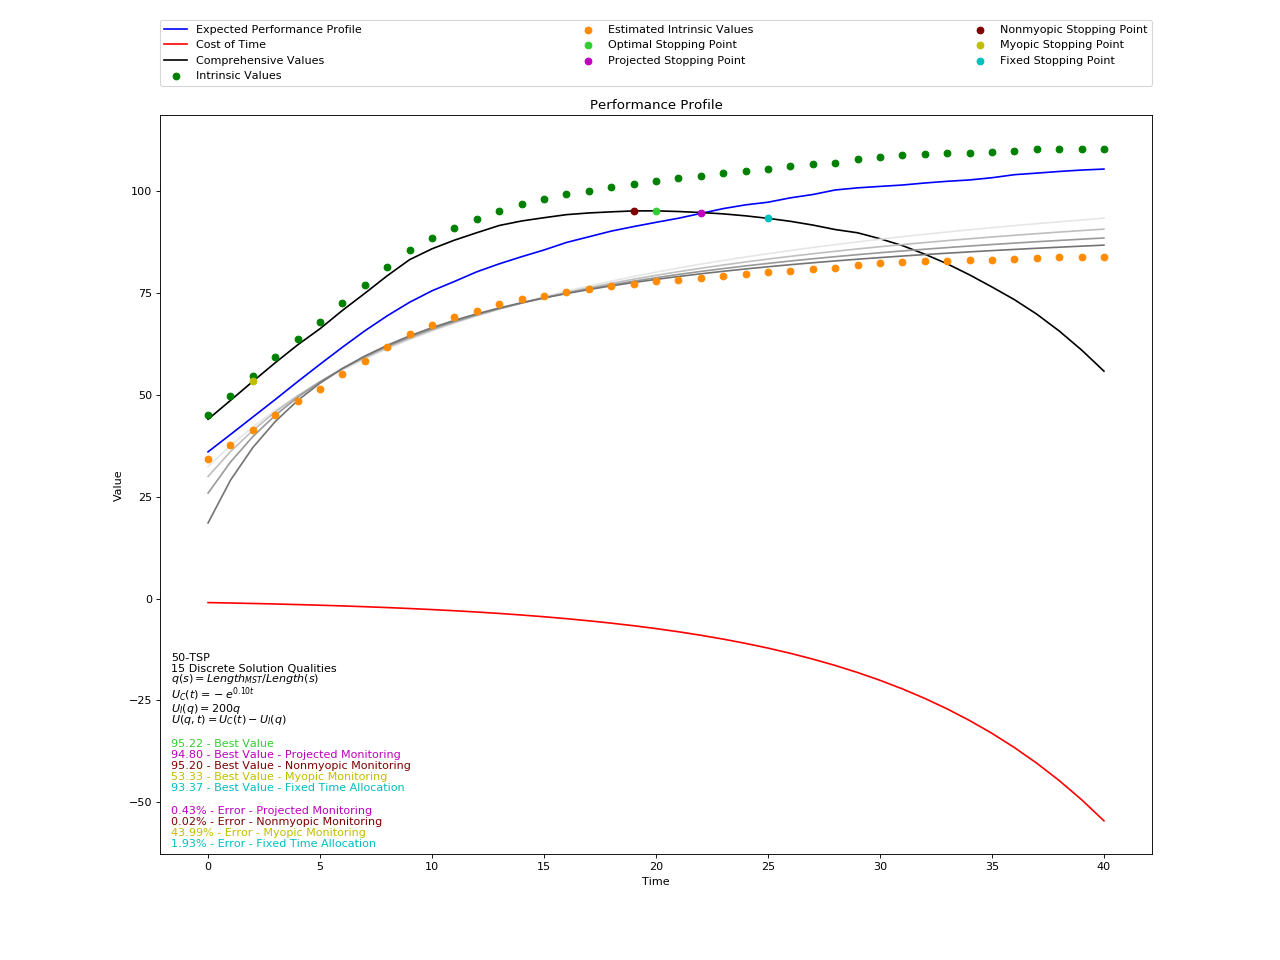 Expected Performance Profile
Cost of Time
Comprehensive Values
Intrinsic Values
Estimated Intrinsic Values
Optimal Stopping Point
Projected Stopping Point
Nonmyopic Stopping Point
Myopic Stopping Point
Fixed Stopping Point
Performance Profile
Value
100
75
50
25
0
−25
−50
50-TSP
15 Discrete Solution Qualities
q(s) = Length_{MST}/Length(s)
U_C(t) = −e^{0.10t}
U_I(q) = 200q
U(q, t) = U_C(t) − U_I(q)
95.22 - Best Value
94.80 - Best Value - Projected Monitoring
95.20 - Best Value - Nonmyopic Monitoring
53.33 - Best Value - Myopic Monitoring
93.37 - Best Value - Fixed Time Allocation
0.43% - Error - Projected Monitoring
0.02% - Error - Nonmyopic Monitoring
43.99% - Error - Myopic Monitoring
1.93% - Error - Fixed Time Allocation
0 5 10 15 20 25 30 35 40
Time